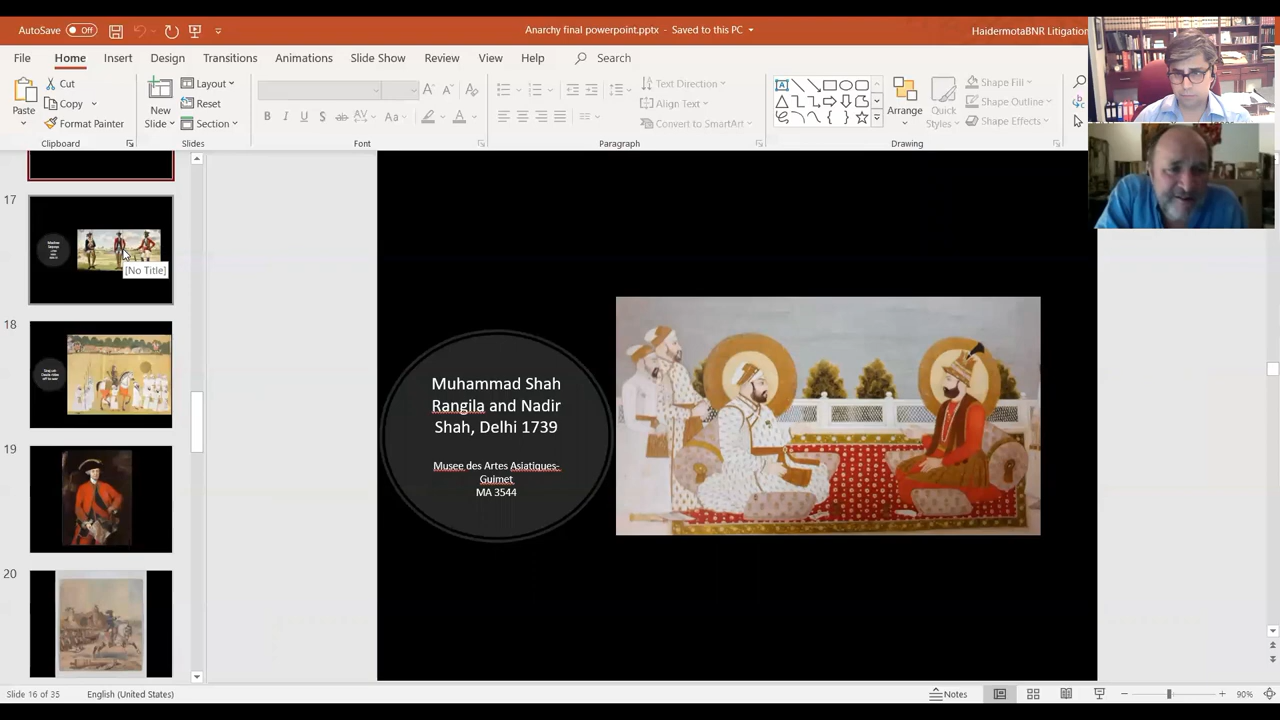 AutoSave Off
Anarchy final powerpoint.pptx - Saved to this PC
HaidermotaBNR Litigation
File Home Insert Design Transitions Animations Slide Show Review View Help Search
Paste
Cut
Copy
Format Painter
Clipboard
New
Slide
Layout
Reset
Section
Slides
Font
Text Direction
Align Text
Convert to SmartArt
Paragraph
Arrange
Quick
Styles
Shape Fill
Shape Outline
Shape Effects
Drawing
17
[No Title]
18
19
20
Muhammad Shah
Rangila and Nadir
Shah, Delhi 1739
Musee des Artes Asiatiques-
Guimet
MA 3544
Slide 16 of 35
English (United States)
Notes
90%